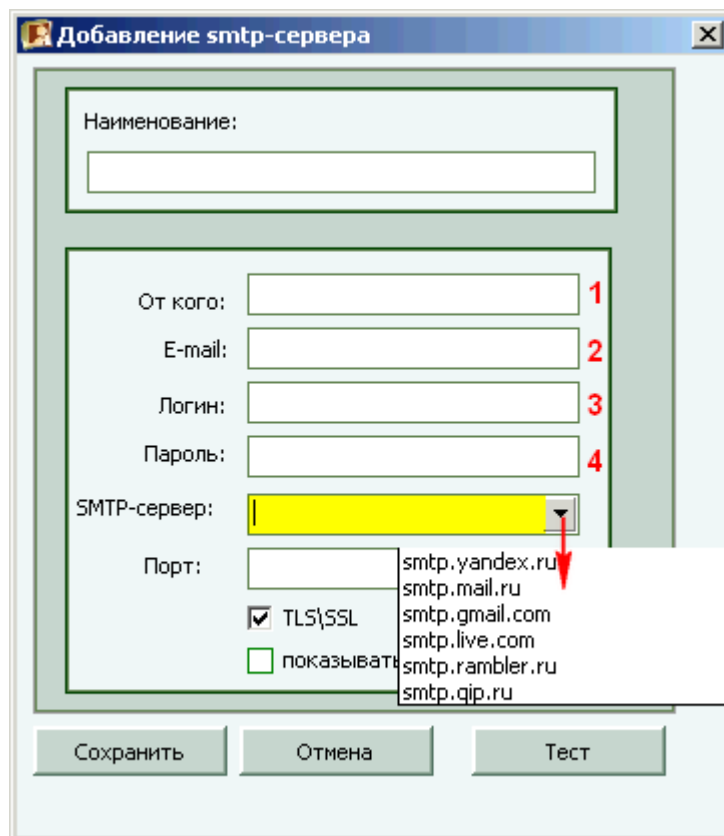 Добавление smtp-сервера
Наименование:
От кого: 1
E-mail: 2
Логин: 3
Пароль: 4
SMTP-сервер:
Порт:
smtp.yandex.ru
smtp.mail.ru
smtp.gmail.com
smtp.live.com
smtp.rambler.ru
smtp.qip.ru
TLS\SSL
показывать
Сохранить
Отмена
Тест